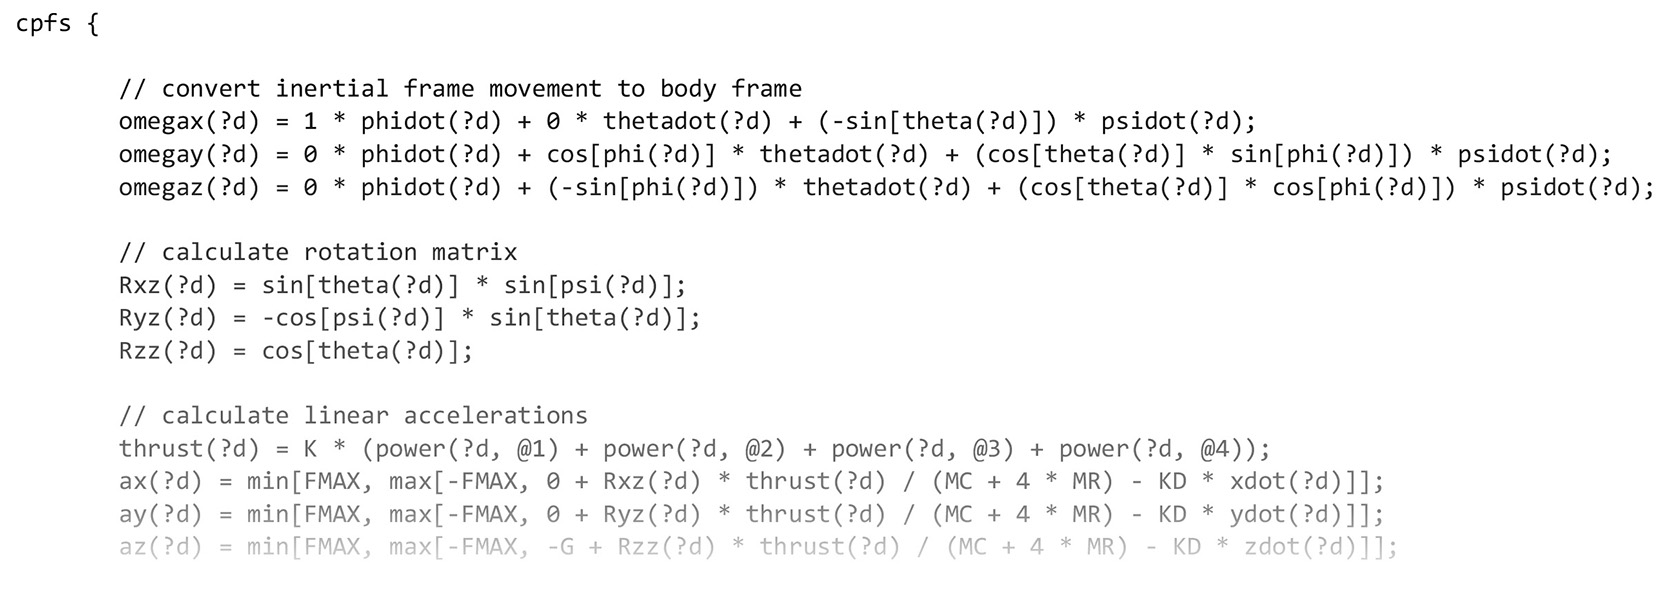 cpfs {
// convert inertial frame movement to body frame
omegax(?d) = 1 * phidot(?d) + 0 * thetadot(?d) + (-sin[theta(?d)]) * psidot(?d);
omegay(?d) = 0 * phidot(?d) + cos[phi(?d)] * thetadot(?d) + (cos[theta(?d)] * sin[phi(?d)]) * psidot(?d);
omegaz(?d) = 0 * phidot(?d) + (-sin[phi(?d)]) * thetadot(?d) + (cos[theta(?d)] * cos[phi(?d)]) * psidot(?d);
// calculate rotation matrix
Rxz(?d) = sin[theta(?d)] * sin[psi(?d)];
Ryz(?d) = -cos[psi(?d)] * sin[theta(?d)];
Rzz(?d) = cos[theta(?d)];
// calculate linear accelerations
thrust(?d) = K * (power(?d, @1) + power(?d, @2) + power(?d, @3) + power(?d, @4));
ax(?d) = min[FMAX, max[-FMAX, 0 + Rxz(?d) * thrust(?d) / (MC + 4 * MR) - KD * xdot(?d)]];
ay(?d) = min[FMAX, max[-FMAX, 0 + Ryz(?d) * thrust(?d) / (MC + 4 * MR) - KD * ydot(?d)]];
az(?d) = min[FMAX, max[-FMAX, -G + Rzz(?d) * thrust(?d) / (MC + 4 * MR) - KD * zdot(?d)]];